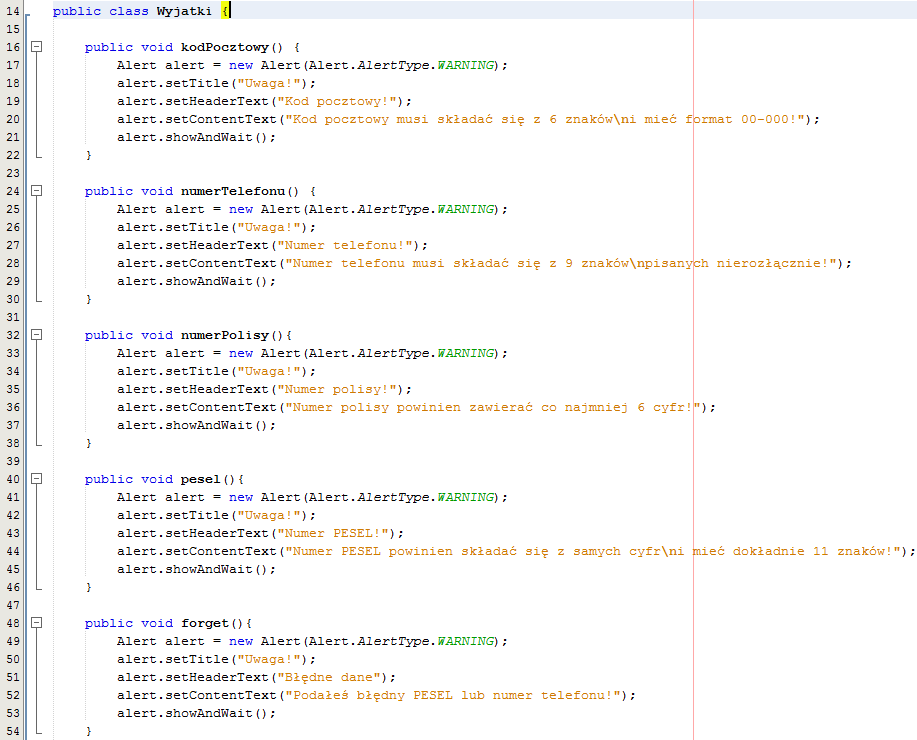 14 public class Wyjatki {
15
16 public void kodPocztowy() {
17 Alert alert = new Alert(Alert.AlertType.WARNING);
18 alert.setTitle("Uwaga!");
19 alert.setHeaderText("Kod pocztowy!");
20 alert.setContentText("Kod pocztowy musi składać się z 6 znaków\ni mieć format 00-000!");
21 alert.showAndWait();
22 }
23
24 public void numerTelefonu() {
25 Alert alert = new Alert(Alert.AlertType.WARNING);
26 alert.setTitle("Uwaga!");
27 alert.setHeaderText("Numer telefonu!");
28 alert.setContentText("Numer telefonu musi składać się z 9 znaków\npisanych nierozłącznie!");
29 alert.showAndWait();
30 }
31
32 public void numerPolisy(){
33 Alert alert = new Alert(Alert.AlertType.WARNING);
34 alert.setTitle("Uwaga!");
35 alert.setHeaderText("Numer polisy!");
36 alert.setContentText("Numer polisy powinien zawierać co najmniej 6 cyfr!");
37 alert.showAndWait();
38 }
39
40 public void pesel(){
41 Alert alert = new Alert(Alert.AlertType.WARNING);
42 alert.setTitle("Uwaga!");
43 alert.setHeaderText("Numer PESEL!");
44 alert.setContentText("Numer PESEL powinien składać się z samych cyfr\ni mieć dokładnie 11 znaków!");
45 alert.showAndWait();
46 }
47
48 public void forget(){
49 Alert alert = new Alert(Alert.AlertType.WARNING);
50 alert.setTitle("Uwaga!");
51 alert.setHeaderText("Błędne dane");
52 alert.setContentText("Podałeś błędny PESEL lub numer telefonu!");
53 alert.showAndWait();
54 }